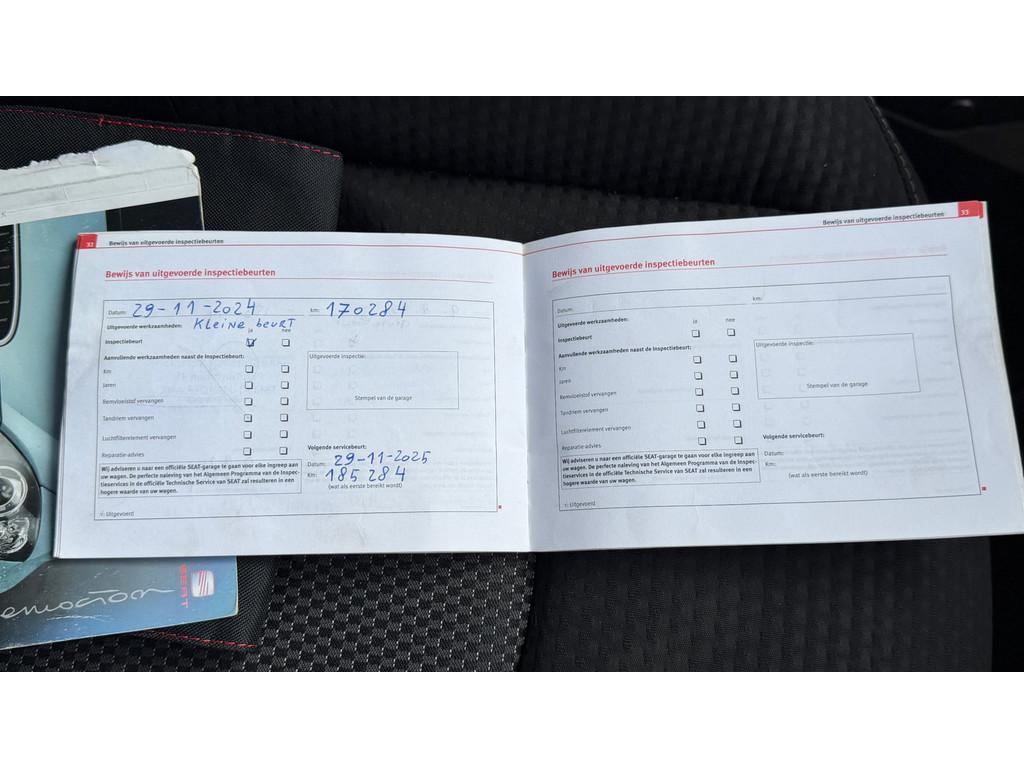 32 Bewijs van uitgevoerde inspectiebeurten
Bewijs van uitgevoerde inspectiebeurten
Datum: 29-11-2024 km: 170284
Uitgevoerde werkzaamheden: Kleine beurt
ja nee
Inspectiebeurt
Aanvullende werkzaamheden naast de Inspectiebeurt:
Uitgevoerde inspectie:
Km
Jaren
Remvloeistof vervangen
Stempel van de garage
Tandriem vervangen
Luchtfilterelement vervangen
Reparatie-advies
Volgende servicebeurt:
Datum: 29-11-2025
Km: 185 284
(wat als eerste bereikt wordt)
Wij adviseren u naar een officiële SEAT-garage te gaan voor elke ingreep aan
uw wagen. De perfecte naleving van het Algemeen Programma van de Inspec-
tieservices in de officiële Technische Service van SEAT zal resulteren in een
hogere waarde van uw wagen.
V: Uitgevoerd
Bewijs van uitgevoerde inspectiebeurten 33
Bewijs van uitgevoerde inspectiebeurten
Datum: km:
Uitgevoerde werkzaamheden:
ja nee
Inspectiebeurt
Aanvullende werkzaamheden naast de Inspectiebeurt:
Uitgevoerde inspectie:
Km
Jaren
Remvloeistof vervangen
Stempel van de garage
Tandriem vervangen
Luchtfilterelement vervangen
Reparatie-advies
Volgende servicebeurt:
Datum:
Km:
(wat als eerste bereikt wordt)
Wij adviseren u naar een officiële SEAT-garage te gaan voor elke ingreep aan
uw wagen. De perfecte naleving van het Algemeen Programma van de Inspec-
tieservices in de officiële Technische Service van SEAT zal resulteren in een
hogere waarde van uw wagen.
V: Uitgevoerd
SEAT
emoción